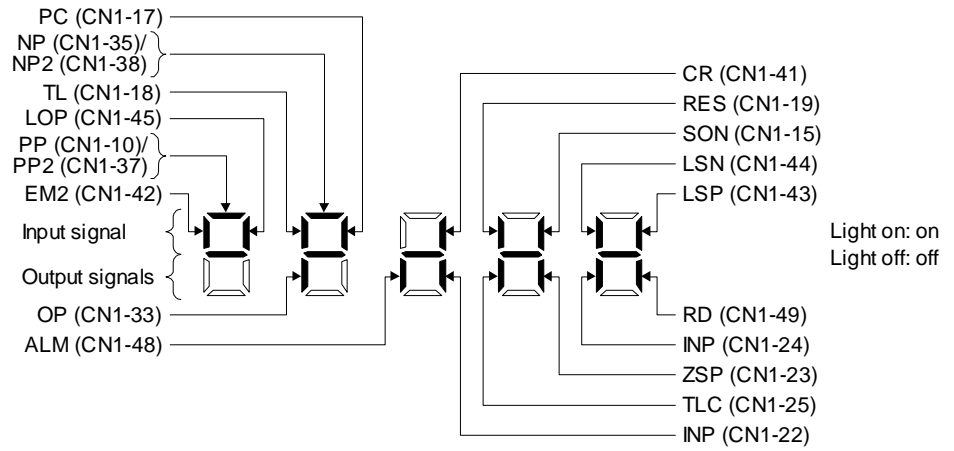 PC (CN1-17)
NP (CN1-35)/
NP2 (CN1-38)
TL (CN1-18)
LOP (CN1-45)
PP (CN1-10)/
PP2 (CN1-37)
EM2 (CN1-42)
Input signal
Output signals
OP (CN1-33)
ALM (CN1-48)
CR (CN1-41)
RES (CN1-19)
SON (CN1-15)
LSN (CN1-44)
LSP (CN1-43)
Light on: on
Light off: off
RD (CN1-49)
INP (CN1-24)
ZSP (CN1-23)
TLC (CN1-25)
INP (CN1-22)